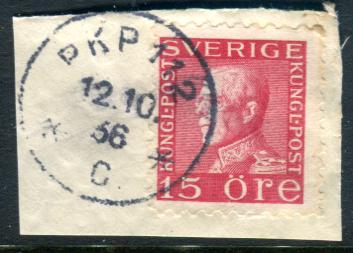 PKP 112
12.10.
36
C
SVERIGE
KUNGL·POST
KUNGL·POST
15 ÖRE